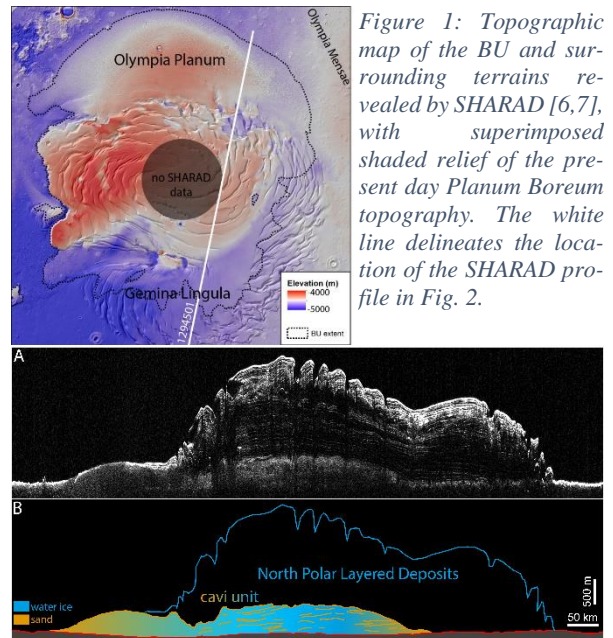 Olympia Planum
Olympia Mensae
no SHARAD
data
Gemina Lingula
1294501
Elevation (m)
4000
-5000
BU extent
Figure 1: Topographic
map of the BU and sur-
rounding terrains re-
vealed by SHARAD [6,7],
with superimposed
shaded relief of the pre-
sent day Planum Boreum
topography. The white
line delineates the loca-
tion of the SHARAD pro-
file in Fig. 2.
A
B
North Polar Layered Deposits
cavi unit
water ice
sand
500 m
50 km